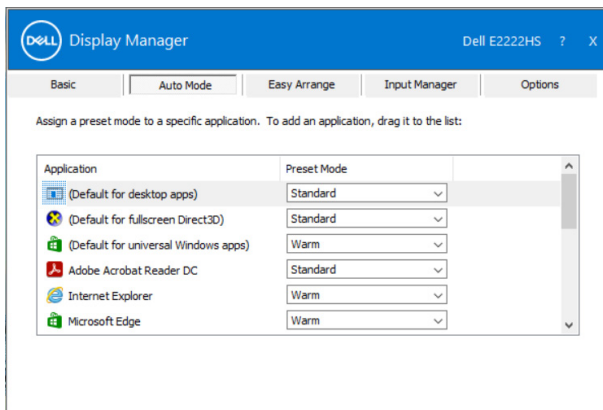 DELL Display Manager Dell E2222HS ? X
Basic Auto Mode Easy Arrange Input Manager Options
Assign a preset mode to a specific application. To add an application, drag it to the list:
Application Preset Mode
(Default for desktop apps) Standard
(Default for fullscreen Direct3D) Standard
(Default for universal Windows apps) Warm
Adobe Acrobat Reader DC Standard
Internet Explorer Warm
Microsoft Edge Warm